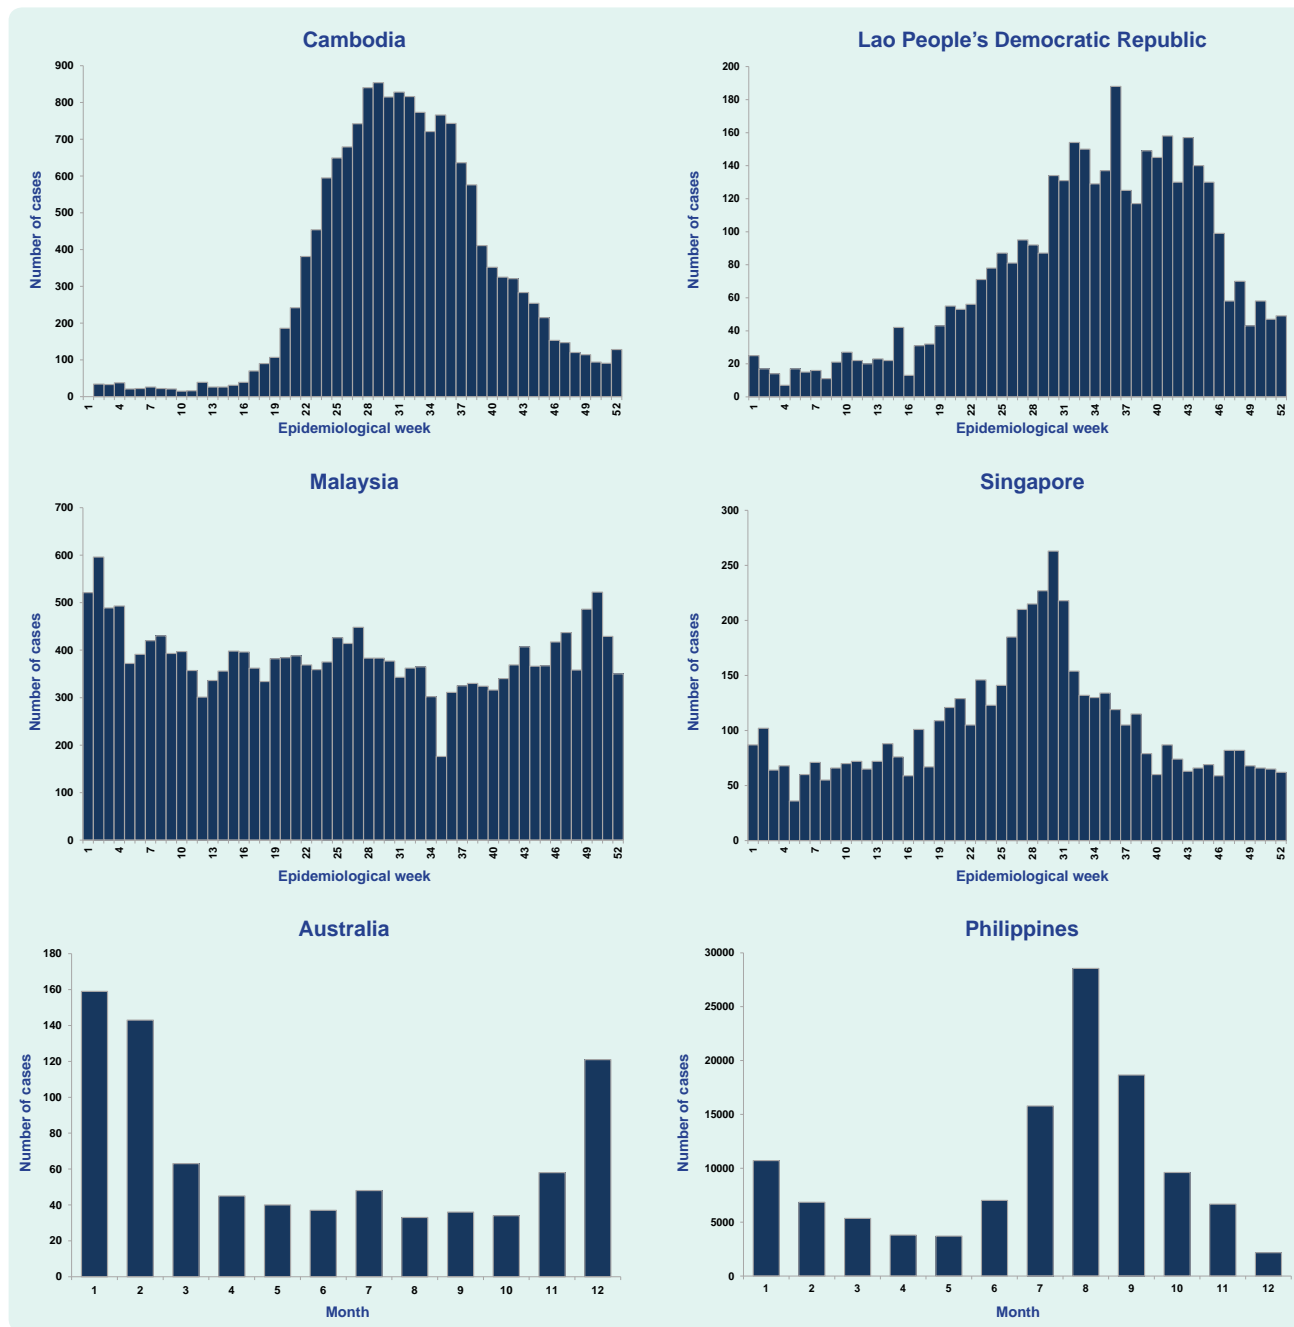 Cambodia
900
800
700
600
500
400
300
200
100
0
Number of cases
1 4 7 10 13 16 19 22 25 28 31 34 37 40 43 46 49 52
Epidemiological week
Lao People’s Democratic Republic
200
180
160
140
120
100
80
60
40
20
0
Number of cases
1 4 7 10 13 16 19 22 25 28 31 34 37 40 43 46 49 52
Epidemiological week
Malaysia
700
600
500
400
300
200
100
0
Number of cases
1 4 7 10 13 16 19 22 25 28 31 34 37 40 43 46 49 52
Epidemiological week
Singapore
300
250
200
150
100
50
0
Number of cases
1 4 7 10 13 16 19 22 25 28 31 34 37 40 43 46 49 52
Epidemiological week
Australia
180
160
140
120
100
80
60
40
20
0
Number of cases
1 2 3 4 5 6 7 8 9 10 11 12
Month
Philippines
30000
25000
20000
15000
10000
5000
0
Number of cases
1 2 3 4 5 6 7 8 9 10 11 12
Month